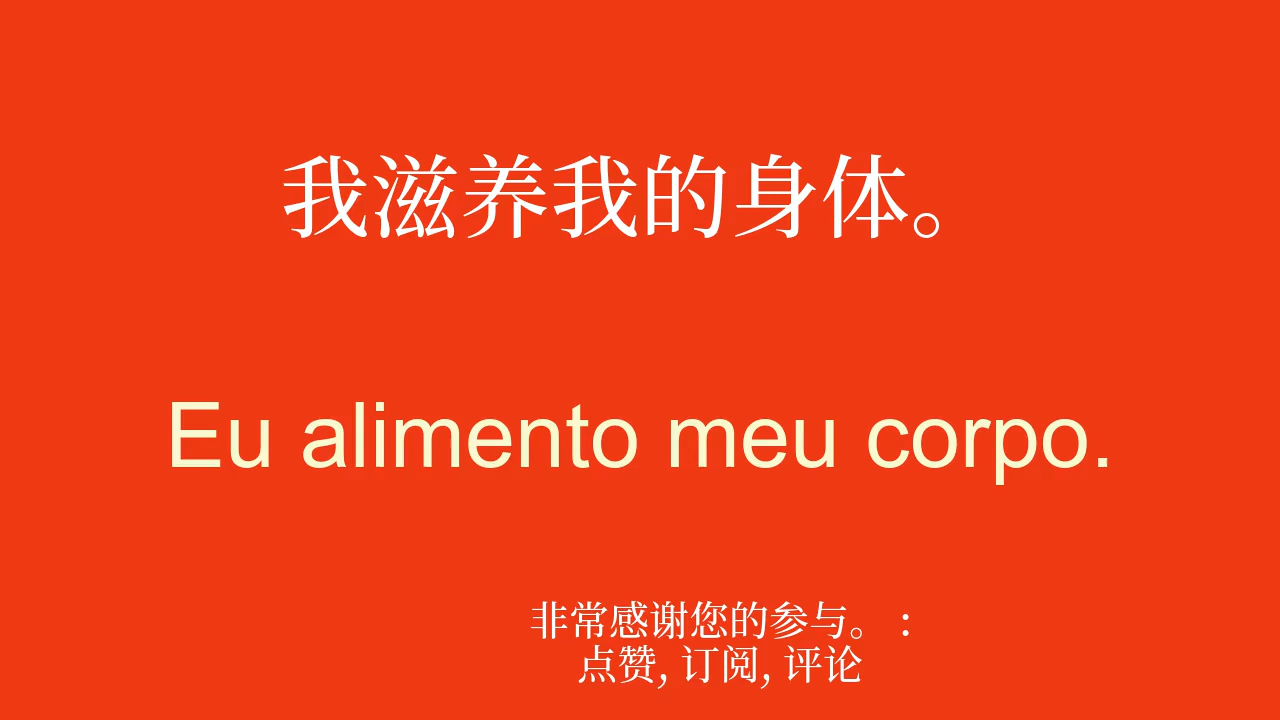 我滋养我的身体。
Eu alimento meu corpo.
非常感谢您的参与。 :
点赞, 订阅, 评论